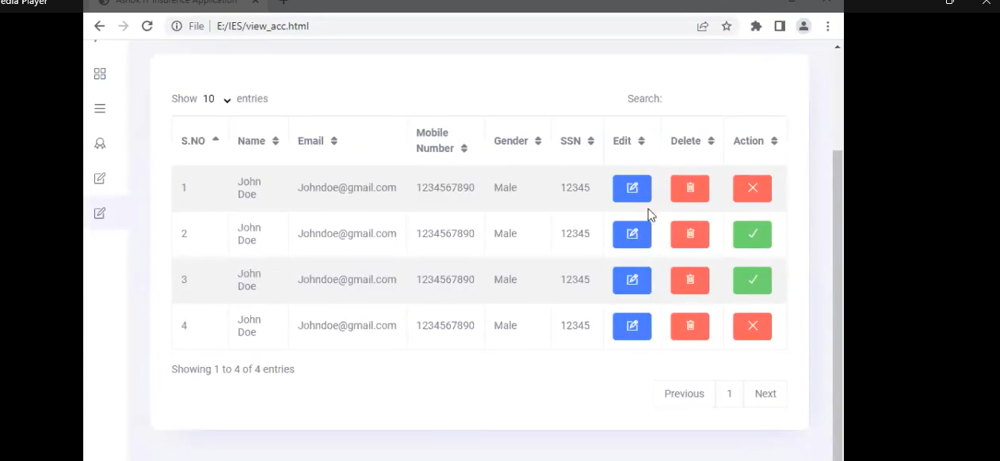 edia Player
Ashok IT Insurence Application
File E:/IES/view_acc.html
Show 10 entries Search:
S.NO Name Email Mobile Number Gender SSN Edit Delete Action
1 John Doe Johndoe@gmail.com 1234567890 Male 12345
2 John Doe Johndoe@gmail.com 1234567890 Male 12345
3 John Doe Johndoe@gmail.com 1234567890 Male 12345
4 John Doe Johndoe@gmail.com 1234567890 Male 12345
Showing 1 to 4 of 4 entries
Previous 1 Next